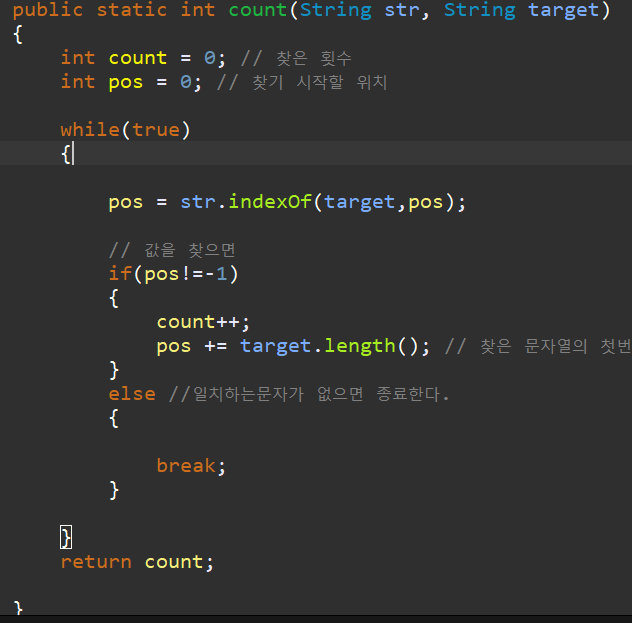 public static int count(String str, String target)
{
int count = 0; // 찾은 횟수
int pos = 0; // 찾기 시작할 위치
while(true)
{
pos = str.indexOf(target,pos);
// 값을 찾으면
if(pos!=-1)
{
count++;
pos += target.length(); // 찾은 문자열의 첫번
}
else //일치하는문자가 없으면 종료한다.
{
break;
}
}
return count;
}